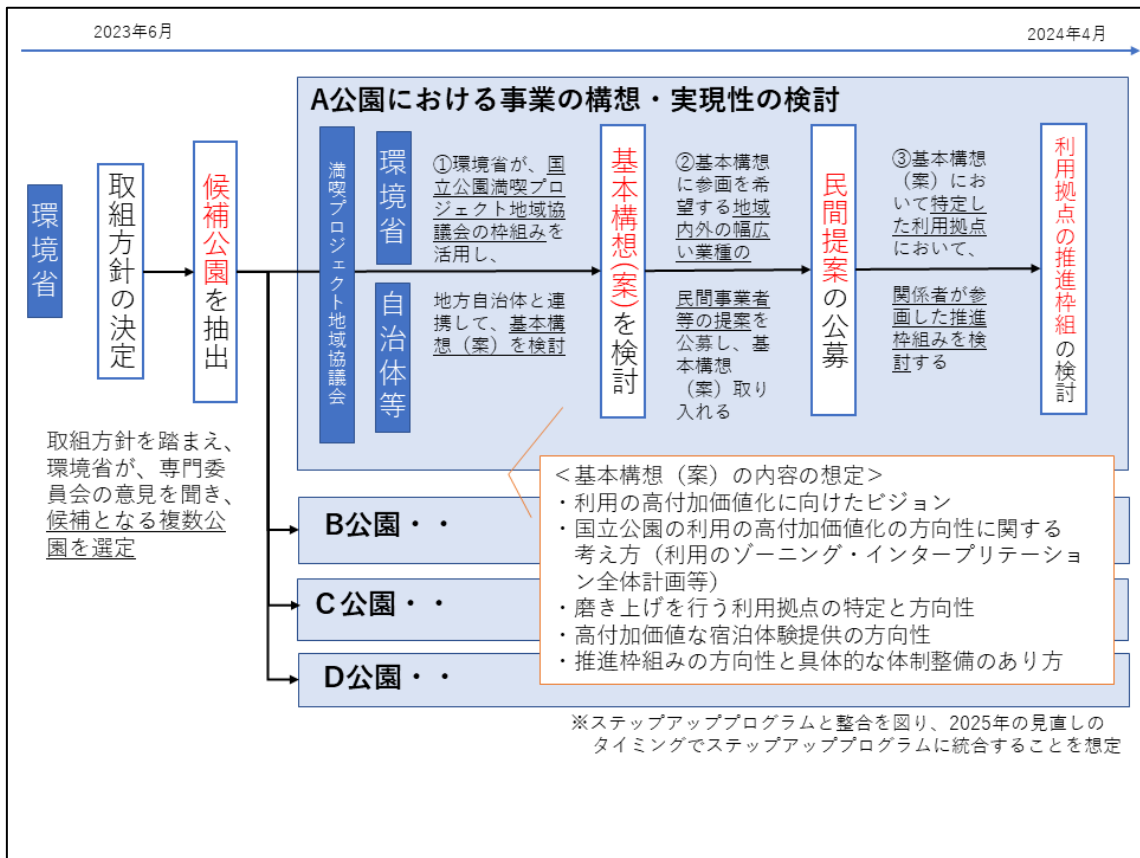 2023年6月
2024年4月
環境省
取組方針の決定
候補公園を抽出
取組方針を踏まえ、
環境省が、専門委
員会の意見を聞き、
候補となる複数公
園を選定
A公園における事業の構想・実現性の検討
満喫プロジェクト地域協議会
環境省
自治体等
①環境省が、国
立公園満喫プロ
ジェクト地域協
議会の枠組みを
活用し、
地方自治体と連
携して、基本構
想（案）を検討
基本構想(案)を検討
②基本構想
に参画を希
望する地域
内外の幅広
い業種の
民間事業者
等の提案を
公募し、基
本構想
（案）取り
入れる
民間提案の公募
③基本構想
（案）にお
いて特定し
た利用拠点
において、
関係者が参
画した推進
枠組みを検
討する
利用拠点の推進枠組の検討
＜基本構想（案）の内容の想定＞
・利用の高付加価値化に向けたビジョン
・国立公園の利用の高付加価値化の方向性に関する
考え方（利用のゾーニング・インタープリテーショ
ン全体計画等）
・磨き上げを行う利用拠点の特定と方向性
・高付加価値な宿泊体験提供の方向性
・推進枠組みの方向性と具体的な体制整備のあり方
B公園・・
C公園・・
D公園・・
※ステップアッププログラムと整合を図り、2025年の見直しの
タイミングでステップアッププログラムに統合することを想定